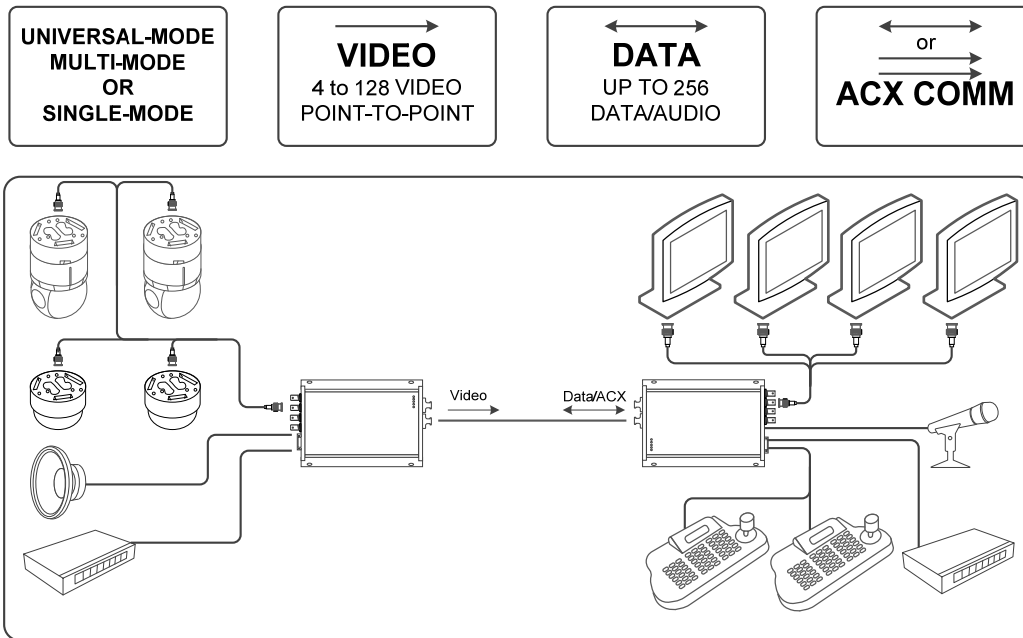 UNIVERSAL-MODE
MULTI-MODE
OR
SINGLE-MODE
VIDEO
4 to 128 VIDEO
POINT-TO-POINT
DATA
UP TO 256
DATA/AUDIO
or
ACX COMM
Video
Data/ACX